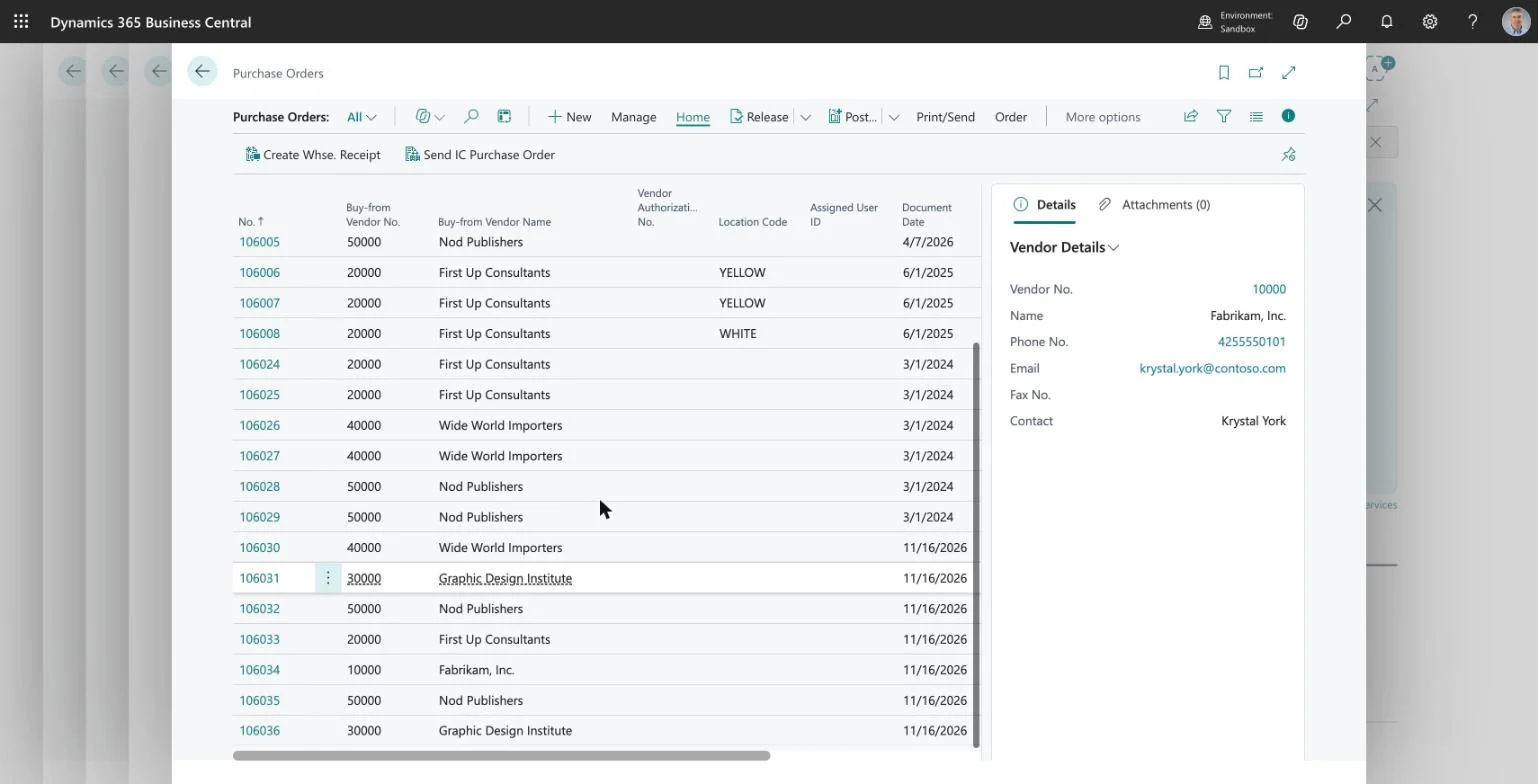 Dynamics 365 Business Central
Environment:
Sandbox
Purchase Orders
Purchase Orders: All
New Manage Home Release Post... Print/Send Order More options
Create Whse. Receipt Send IC Purchase Order
No. ↑ Buy-from Vendor No. Buy-from Vendor Name Vendor Authorizati... No. Location Code Assigned User ID Document Date
106005 50000 Nod Publishers 4/7/2026
106006 20000 First Up Consultants YELLOW 6/1/2025
106007 20000 First Up Consultants YELLOW 6/1/2025
106008 20000 First Up Consultants WHITE 6/1/2025
106024 20000 First Up Consultants 3/1/2024
106025 20000 First Up Consultants 3/1/2024
106026 40000 Wide World Importers 3/1/2024
106027 40000 Wide World Importers 3/1/2024
106028 50000 Nod Publishers 3/1/2024
106029 50000 Nod Publishers 3/1/2024
106030 40000 Wide World Importers 11/16/2026
106031 30000 Graphic Design Institute 11/16/2026
106032 50000 Nod Publishers 11/16/2026
106033 20000 First Up Consultants 11/16/2026
106034 10000 Fabrikam, Inc. 11/16/2026
106035 50000 Nod Publishers 11/16/2026
106036 30000 Graphic Design Institute 11/16/2026
Details Attachments (0)
Vendor Details
Vendor No. 10000
Name Fabrikam, Inc.
Phone No. 4255550101
Email krystal.york@contoso.com
Fax No.
Contact Krystal York
A
ervices